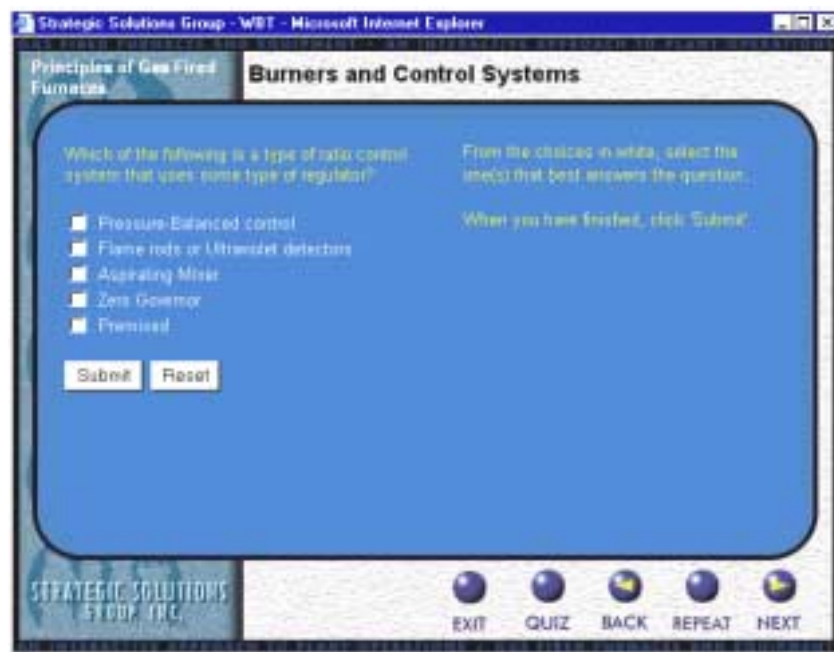 Strategic Solutions Group - WBT - Microsoft Internet Explorer
Principles of Gas Fired
Furnaces
Burners and Control Systems
Which of the following is a type of ratio control
system that uses some type of regulator?
Pressure-Balanced control
Flame rods or Ultraviolet detectors
Aspirating Mixer
Zero Governor
Premixed
Submit Reset
From the choices in white, select the
one(s) that best answers the question.
When you have finished, click 'Submit'
STRATEGIC SOLUTIONS
GROUP INC.
EXIT QUIZ BACK REPEAT NEXT